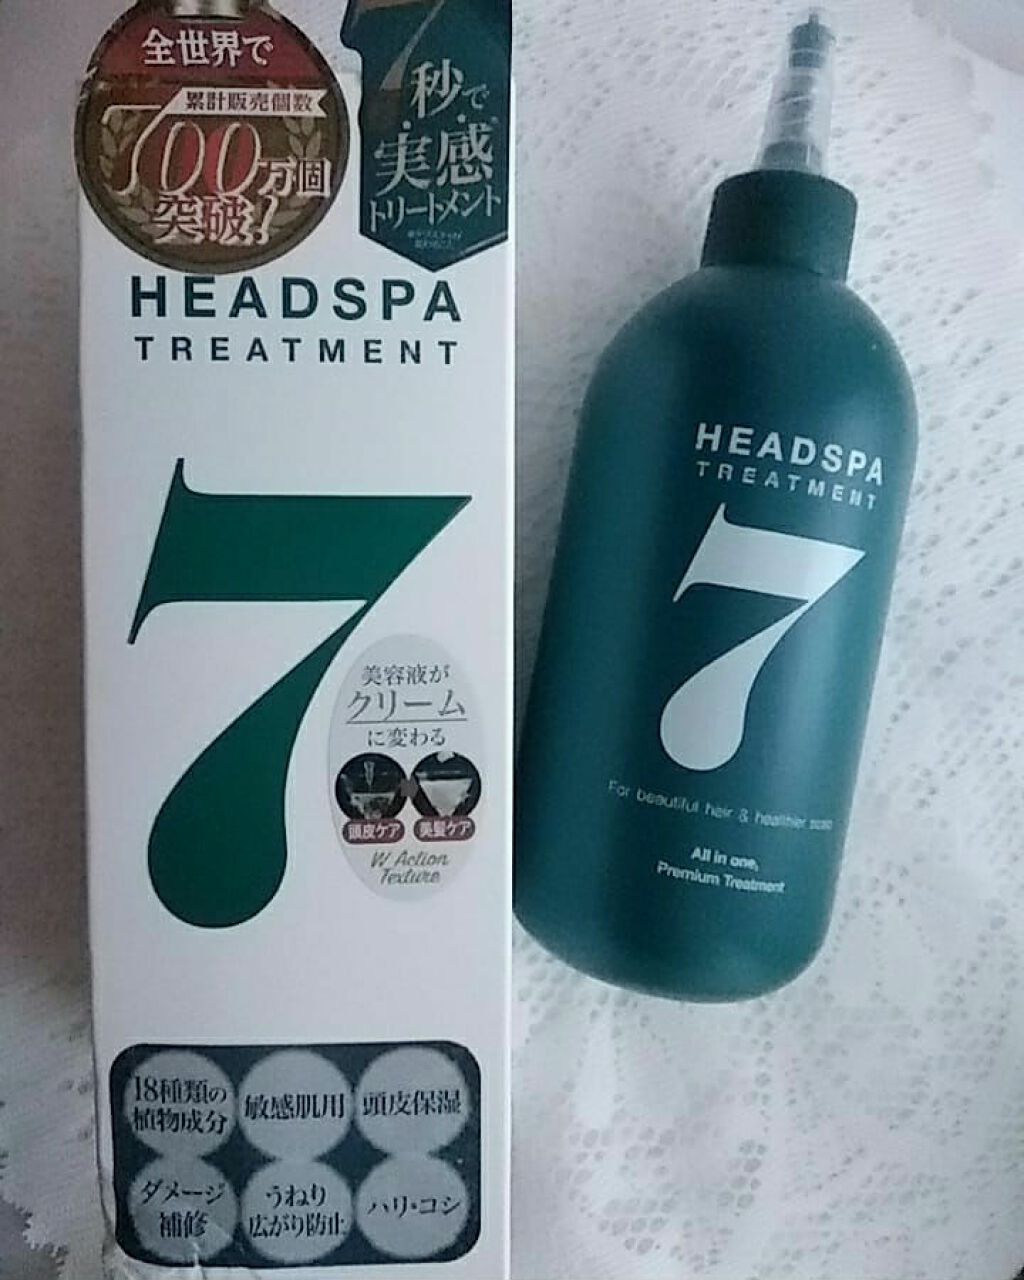 全世界で
累計販売個数
700万個
突破!
7
秒で
実感
トリートメント
HEADSPA
TREATMENT
7
美容液が
クリーム
に変わる
頭皮ケア
美髪ケア
W Action
Texture
18種類の
植物成分
敏感肌用
頭皮保湿
ダメージ
補修
うねり
広がり防止
ハリ・コシ
HEADSPA
TREATMENT
7
For beautiful hair & healthier scalp
All in one,
Premium Treatment